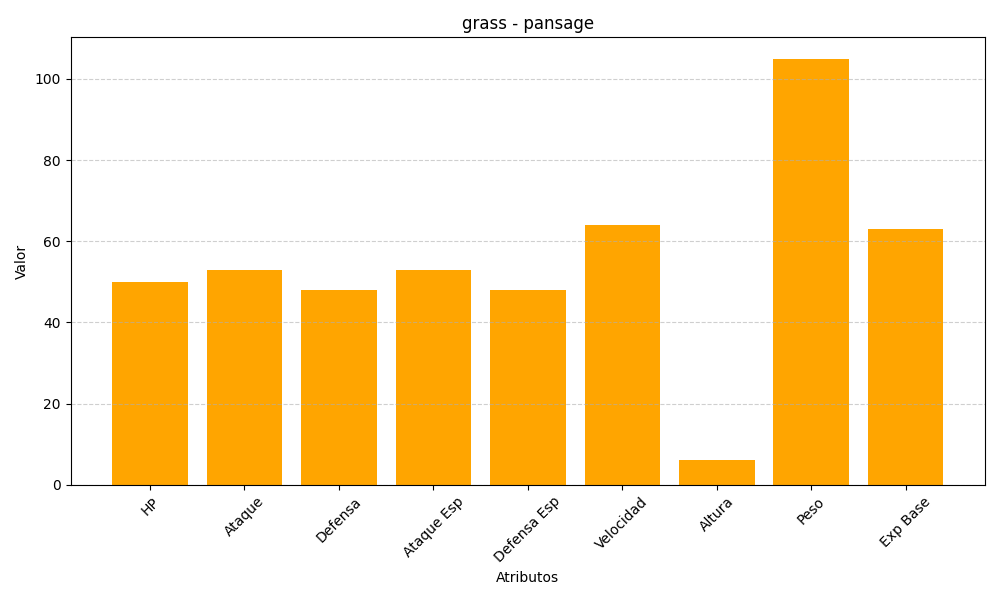 grass - pansage
Valor
100
80
60
40
20
0
HP
Ataque
Defensa
Ataque Esp
Defensa Esp
Velocidad
Altura
Peso
Exp Base
Atributos